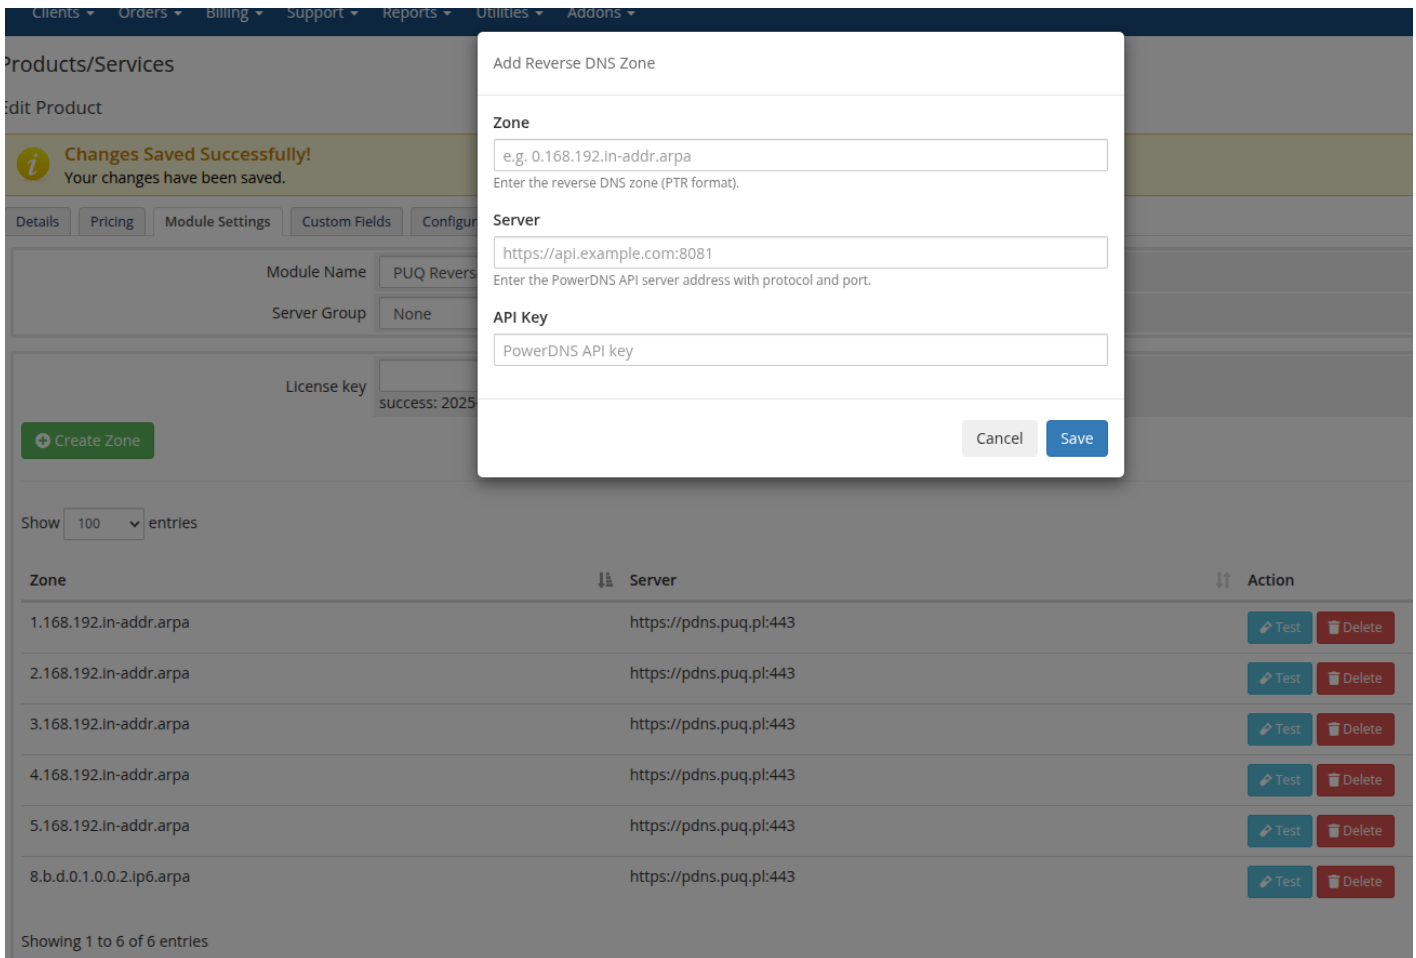 Clients Orders Billing Support Reports Utilities Addons
Products/Services
Edit Product
Changes Saved Successfully!
Your changes have been saved.
Details Pricing Module Settings Custom Fields Configur
Module Name PUQ Revers
Server Group None
License key
success: 2025-
Create Zone
Add Reverse DNS Zone
Zone
e.g. 0.168.192.in-addr.arpa
Enter the reverse DNS zone (PTR format).
Server
https://api.example.com:8081
Enter the PowerDNS API server address with protocol and port.
API Key
PowerDNS API key
Cancel Save
Show 100 entries
Zone Server Action
1.168.192.in-addr.arpa https://pdns.puq.pl:443 Test Delete
2.168.192.in-addr.arpa https://pdns.puq.pl:443 Test Delete
3.168.192.in-addr.arpa https://pdns.puq.pl:443 Test Delete
4.168.192.in-addr.arpa https://pdns.puq.pl:443 Test Delete
5.168.192.in-addr.arpa https://pdns.puq.pl:443 Test Delete
8.b.d.0.1.0.0.2.ip6.arpa https://pdns.puq.pl:443 Test Delete
Showing 1 to 6 of 6 entries